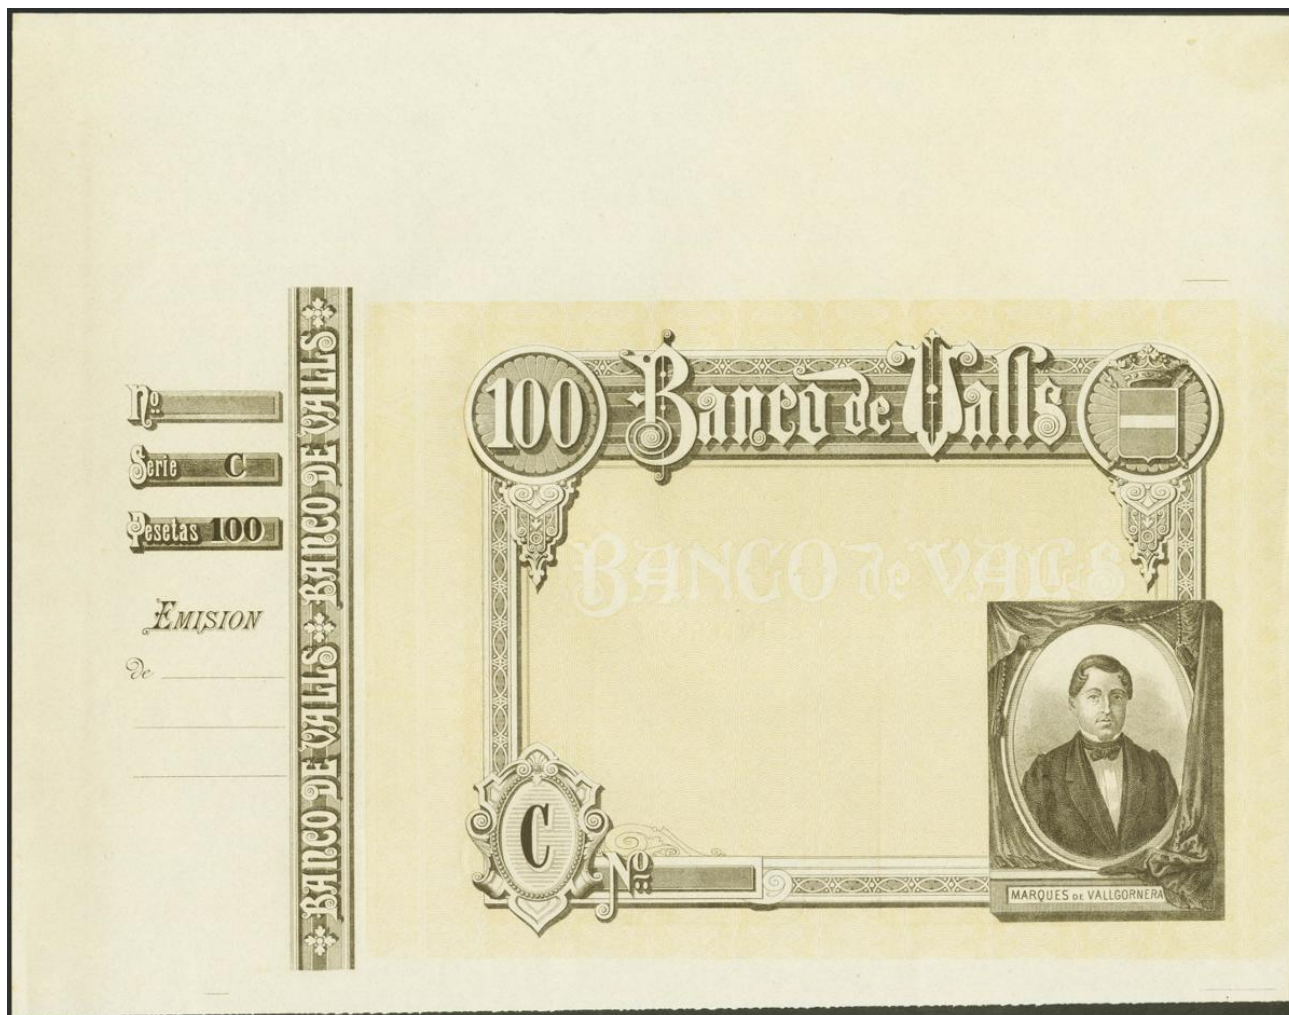 Nº
Serie C
Pesetas 100
EMISION
de
BANCO DE VALLS BANCO DE VALLS
100 Banco de Valls
BANCO de VALLS
C
Nº
MARQUES DE VALLGORNERA